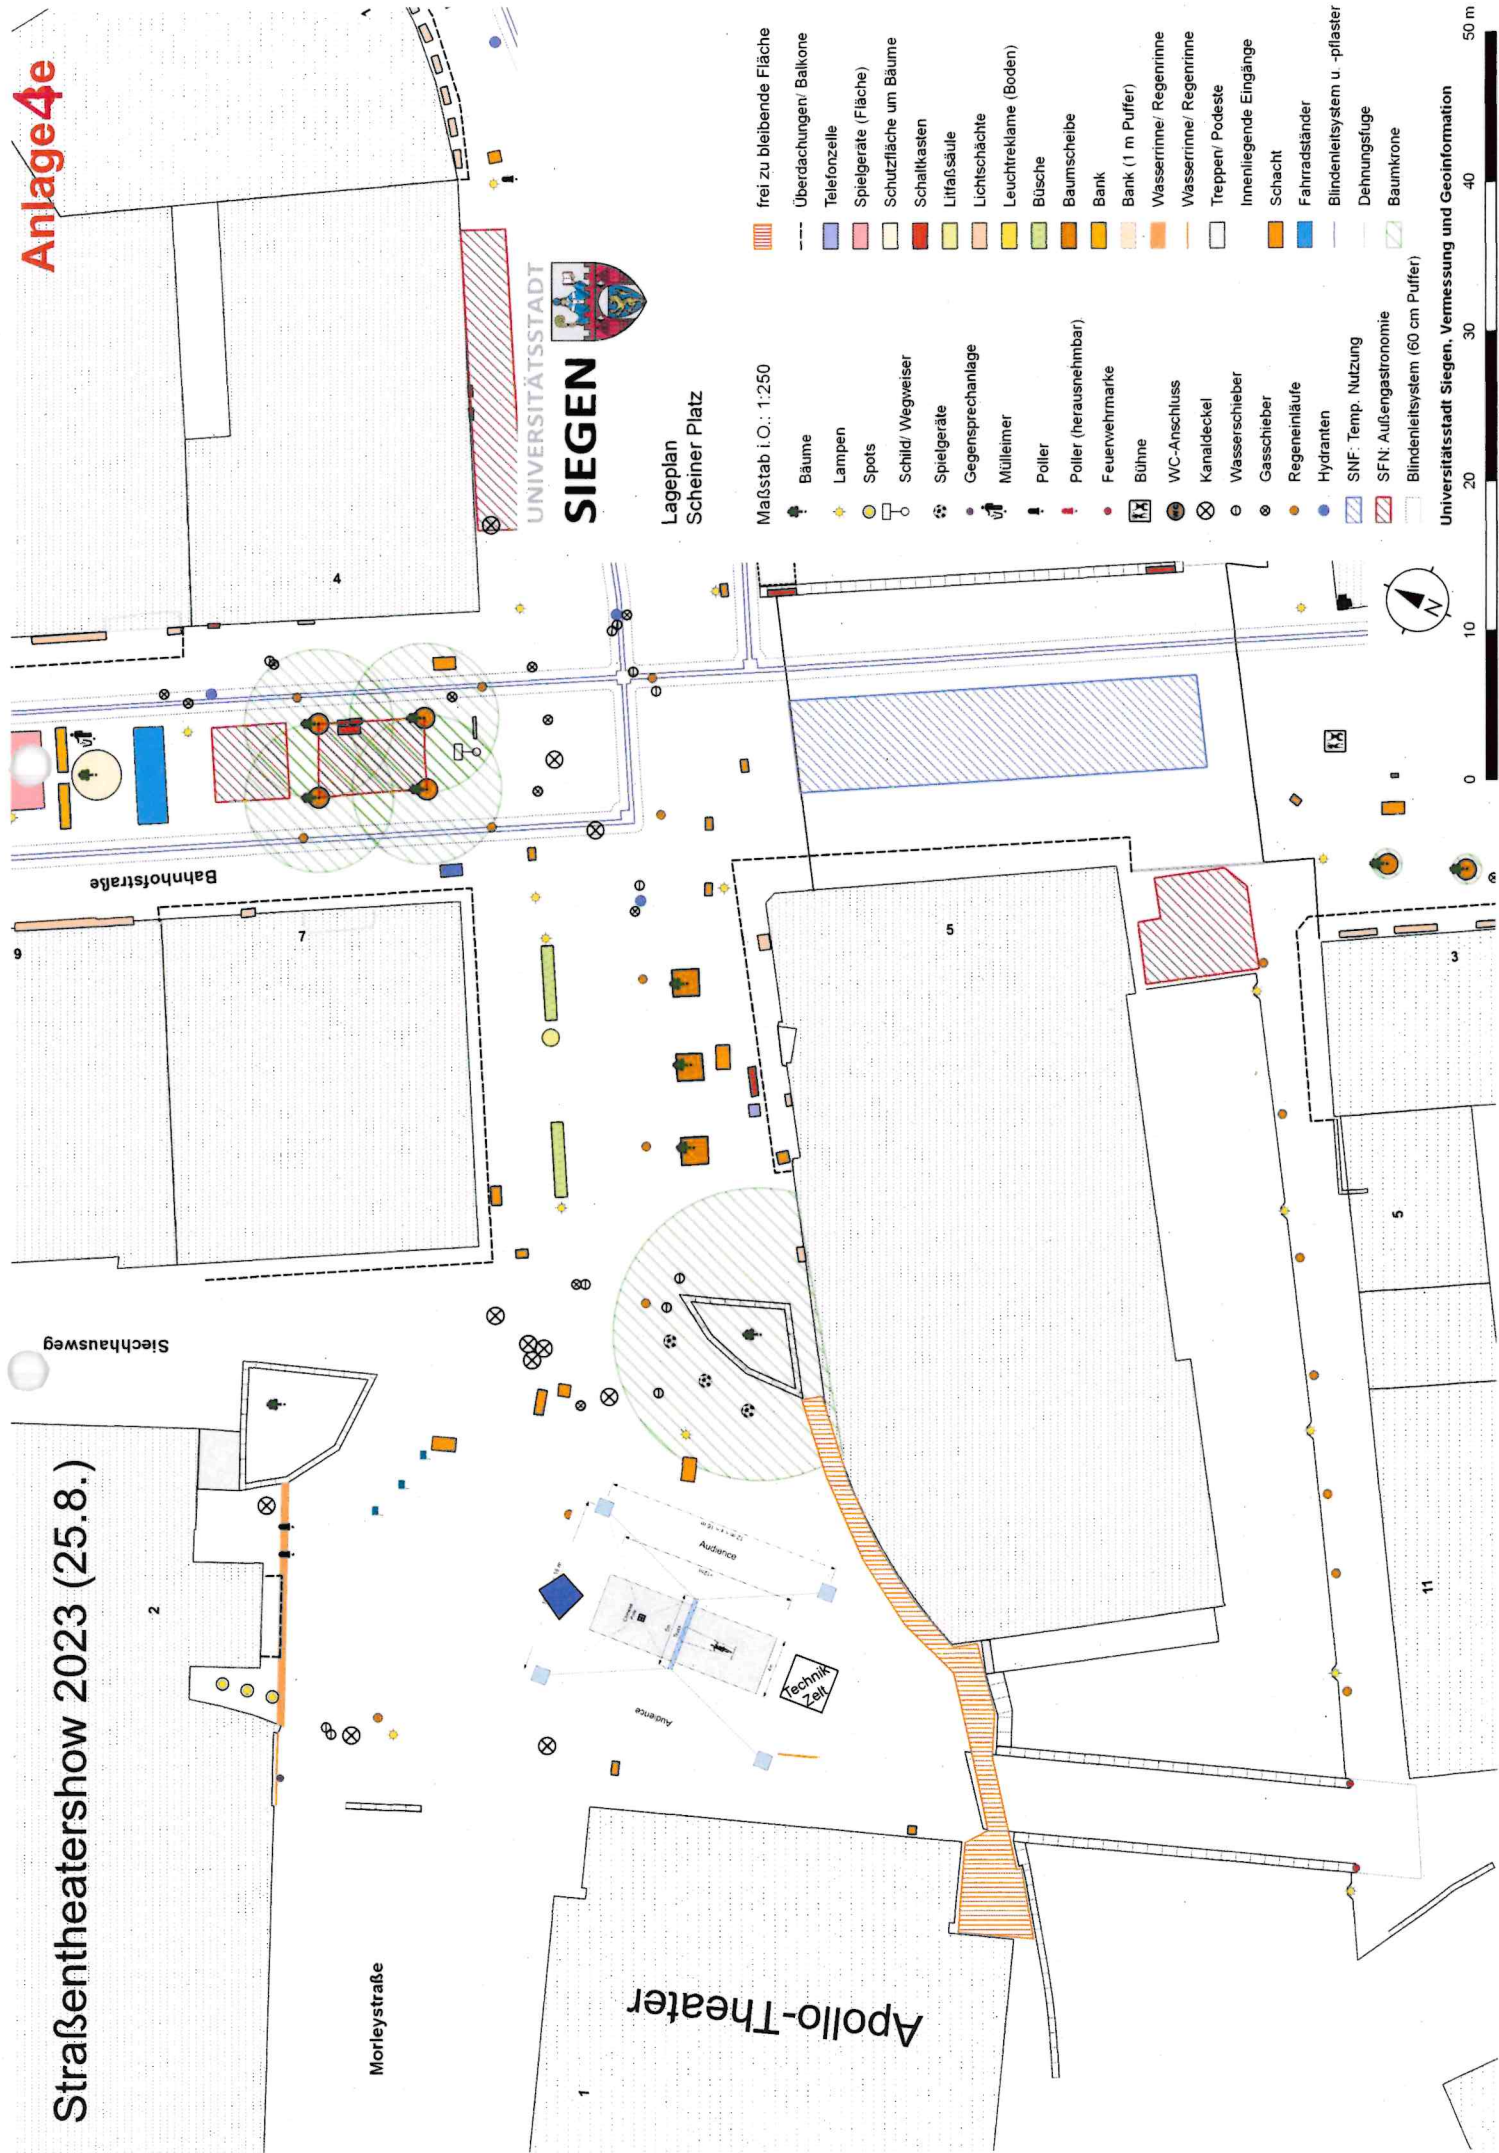 Anlage 4e
Straßentheatershow 2023 (25.8.)
UNIVERSITÄTSSTADT
SIEGEN
Lageplan
Scheiner Platz
Maßstab i.O.: 1:250
Bäume
Lampen
Spots
Schild/ Wegweiser
Spielgeräte
Gegensprechanlage
Mülleimer
Poller
Poller (herausnehmbar)
Feuerwehrmarke
Bühne
WC-Anschluss
Kanaldeckel
Wasserschieber
Gasschieber
Regeneinläufe
Hydranten
SNF: Temp. Nutzung
SFN: Außengastronomie
Blindenleitsystem (60 cm Puffer)
frei zu bleibende Fläche
Überdachungen/ Balkone
Telefonzelle
Spielgeräte (Fläche)
Schutzfläche um Bäume
Schaltkasten
Litfaßsäule
Lichtschächte
Leuchtreklame (Boden)
Büsche
Baumscheibe
Bank
Bank (1 m Puffer)
Wasserrinne/ Regenrinne
Wasserrinne/ Regenrinne
Treppen/ Podeste
Innenliegende Eingänge
Schacht
Fahrradständer
Blindenleitsystem u. -pflaster
Dehnungsfuge
Baumkrone
Universitätsstadt Siegen, Vermessung und Geoinformation
0
10
20
30
40
50 m
N
Bahnhofstraße
Siechhausweg
Morleystraße
Apollo-Theater
Technik
Zelt
Audience
Audience
9
7
4
2
1
5
3
5
11